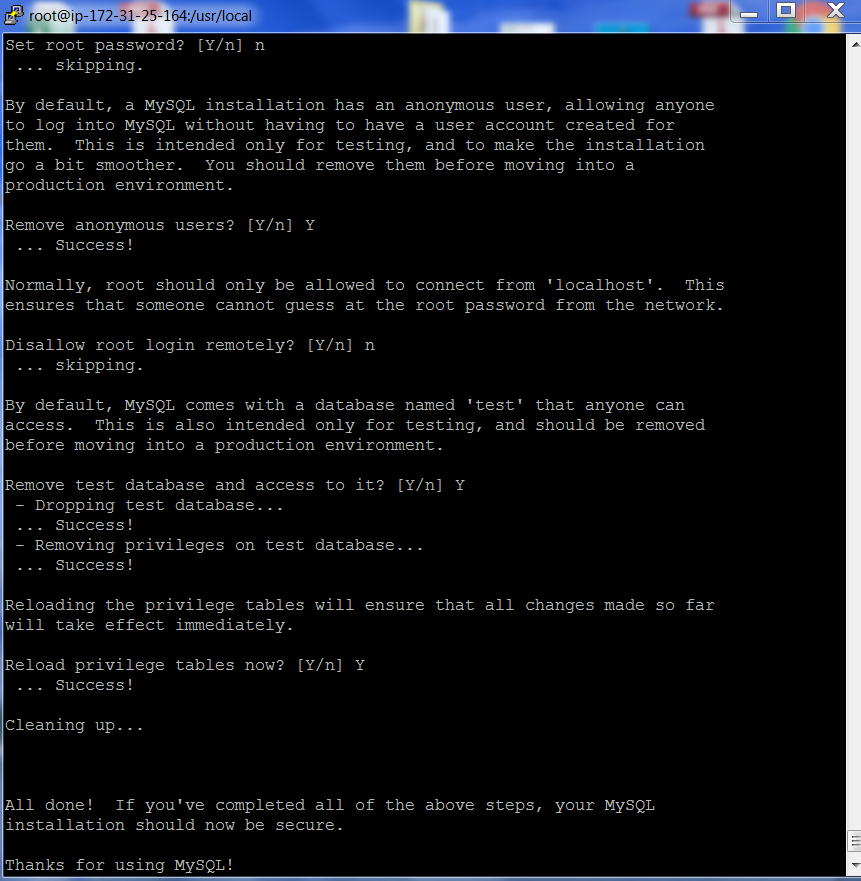 root@ip-172-31-25-164:/usr/local
Set root password? [Y/n] n
 ... skipping.
By default, a MySQL installation has an anonymous user, allowing anyone
to log into MySQL without having to have a user account created for
them.  This is intended only for testing, and to make the installation
go a bit smoother.  You should remove them before moving into a
production environment.
Remove anonymous users? [Y/n] Y
 ... Success!
Normally, root should only be allowed to connect from 'localhost'.  This
ensures that someone cannot guess at the root password from the network.
Disallow root login remotely? [Y/n] n
 ... skipping.
By default, MySQL comes with a database named 'test' that anyone can
access.  This is also intended only for testing, and should be removed
before moving into a production environment.
Remove test database and access to it? [Y/n] Y
 - Dropping test database...
 ... Success!
 - Removing privileges on test database...
 ... Success!
Reloading the privilege tables will ensure that all changes made so far
will take effect immediately.
Reload privilege tables now? [Y/n] Y
 ... Success!
Cleaning up...
All done!  If you've completed all of the above steps, your MySQL
installation should now be secure.
Thanks for using MySQL!